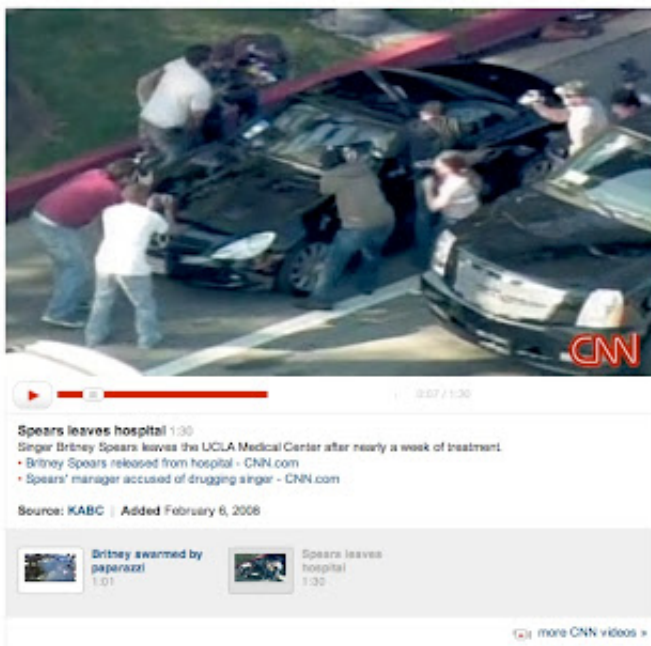 CNN
0:07 / 1:30
Spears leaves hospital 1:30
Singer Britney Spears leaves the UCLA Medical Center after nearly a week of treatment
• Britney Spears released from hospital - CNN.com
• Spears' manager accused of drugging singer - CNN.com
Source: KABC | Added February 6, 2008
Britney swarmed by
paparazzi
1:01
Spears leaves
hospital
1:30
more CNN videos »